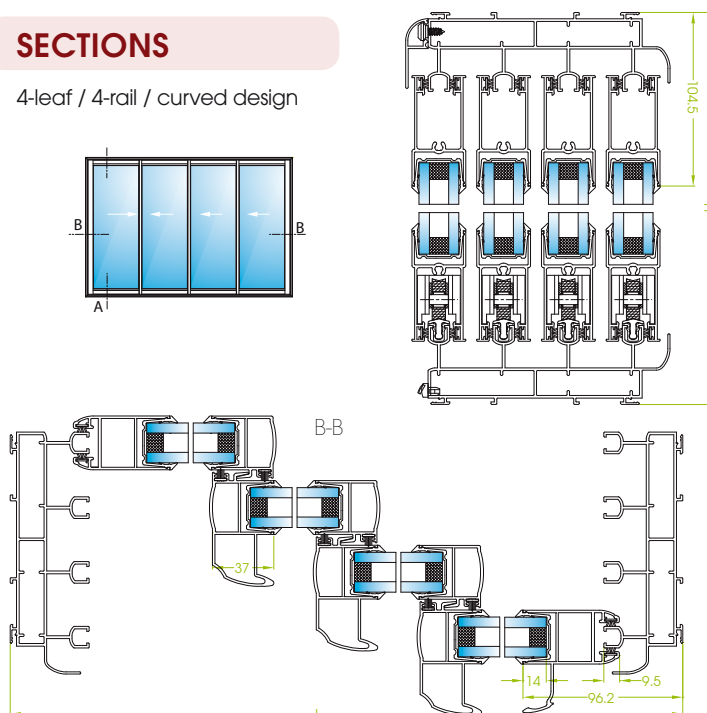 SECTIONS
4-leaf / 4-rail / curved design
B
B
A
104.5
B-B
37
14
9.5
96.2